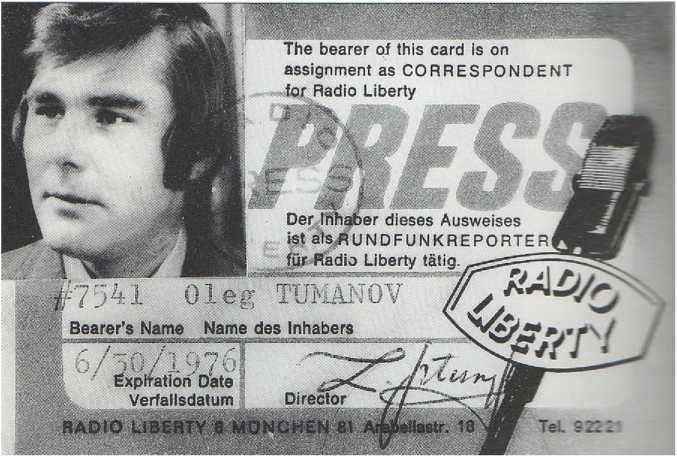 The bearer of this card is on
assignment as CORRESPONDENT
for Radio Liberty
PRESS
Der Inhaber dieses Ausweises
ist als RUNDFUNKREPORTER
für Radio Liberty tätig.
RADIO
LIBERTY
#7541 Oleg TUMANOV
Bearer's Name Name des Inhabers
6/30/1976
Expiration Date
Verfallsdatum
Director
RADIO LIBERTY 8 MÜNCHEN 81 Arabellastr. 18 Tel. 92221